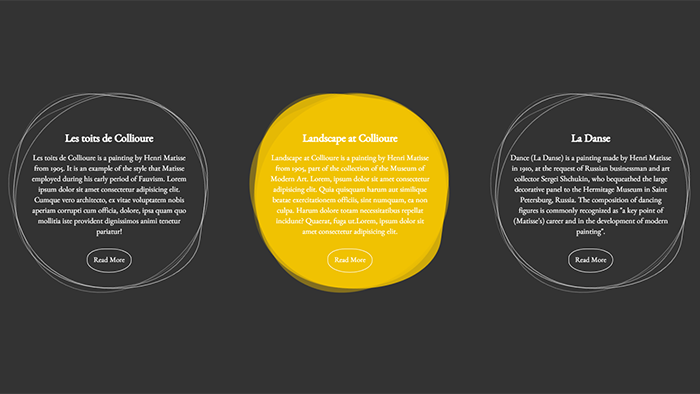 Les toits de Collioure
Les toits de Collioure is a painting by Henri Matisse
from 1905. It is an example of the style that Matisse
employed during his early period of Fauvism. Lorem
ipsum dolor sit amet consectetur adipisicing elit.
Cumque vero architecto, ex vitae voluptatem nobis
aperiam corrupti cum officia, dolore, ipsa quam quo
mollitia iste provident dignissimos animi tenetur
pariatur!
Read More
Landscape at Collioure
Landscape at Collioure is a painting by Henri Matisse
from 1905, part of the collection of the Museum of
Modern Art. Lorem, ipsum dolor sit amet consectetur
adipisicing elit. Quia quisquam harum aut similique
beatae exercitationem officiis, sint numquam, ea non
culpa. Harum dolore totam necessitatibus repellat
incidunt? Quaerat, fuga ut.Lorem, ipsum dolor sit
amet consectetur adipisicing elit.
Read More
La Danse
Dance (La Danse) is a painting made by Henri Matisse
in 1910, at the request of Russian businessman and art
collector Sergei Shchukin, who bequeathed the large
decorative panel to the Hermitage Museum in Saint
Petersburg, Russia. The composition of dancing
figures is commonly recognized as "a key point of
(Matisse's) career and in the development of modern
painting".
Read More